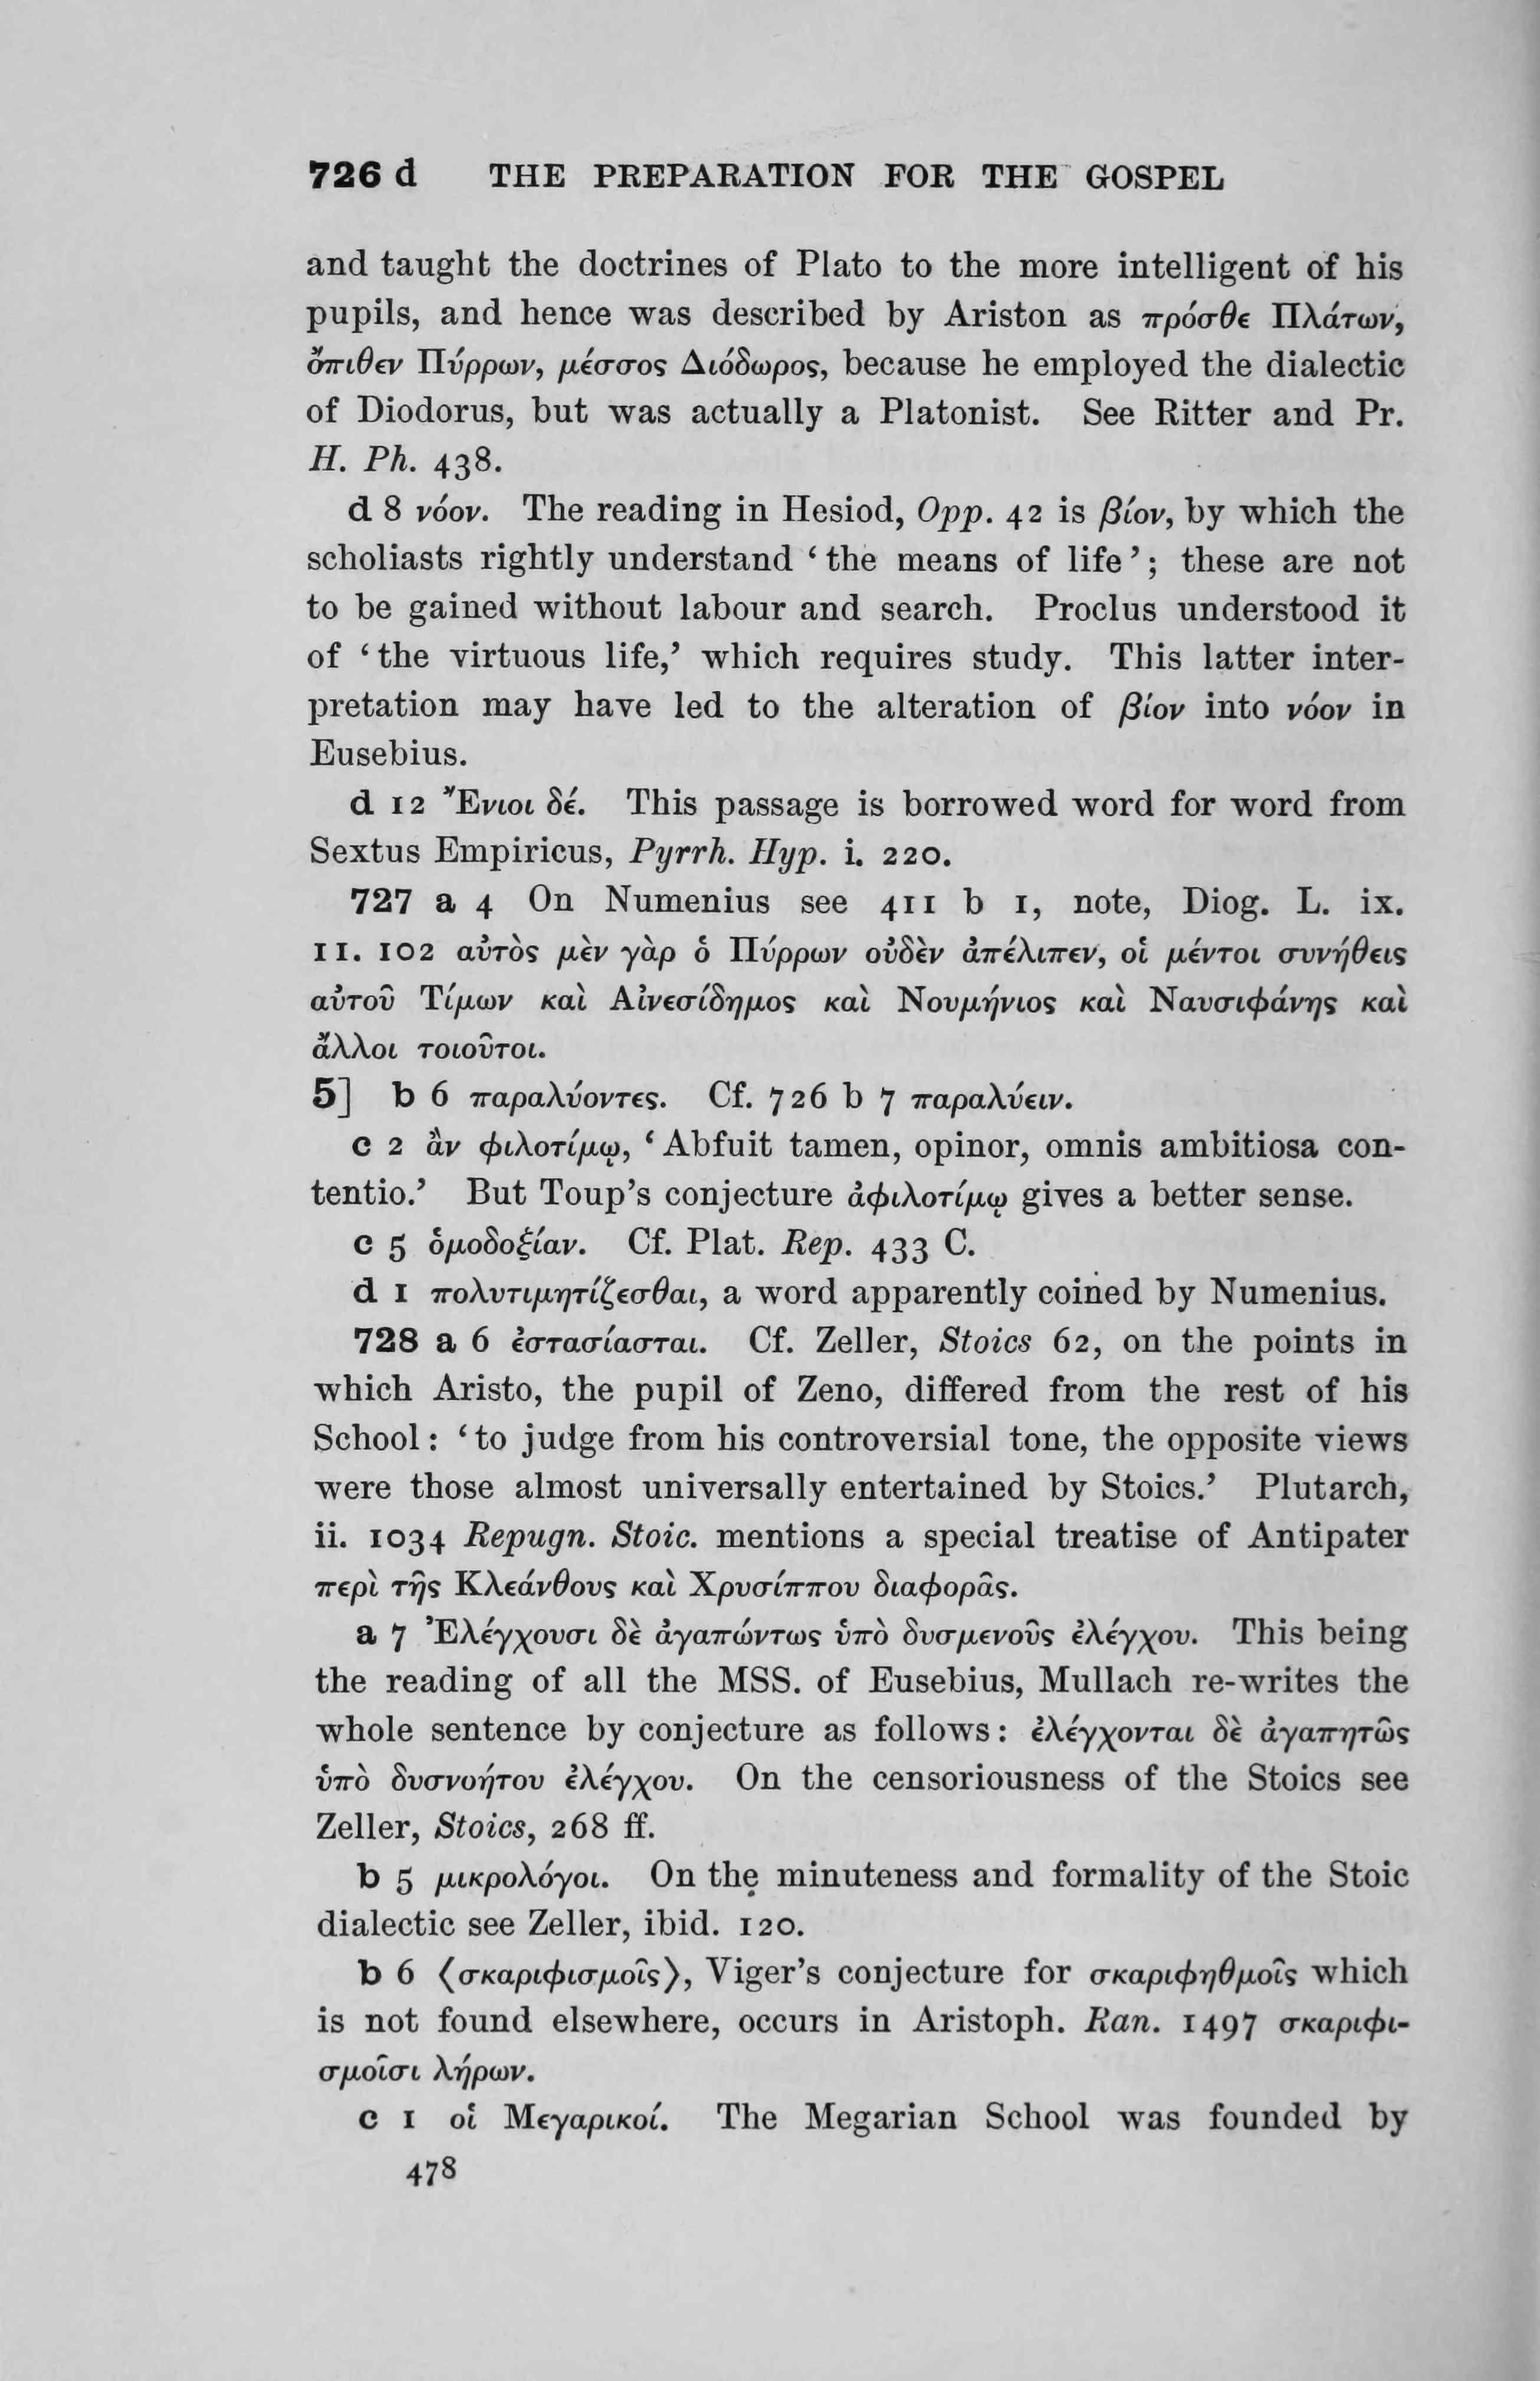 726 d THE PREPARATION FOR THE GOSPEL
and taught the doctrines of Plato to the more intelligent of his
pupils, and hence was described by Ariston as πρόσθε Πλάτων,
ὄπιθεν Πύρρων, μέσσος Διόδωρος, because he employed the dialectic
of Diodorus, but was actually a Platonist. See Ritter and Pr.
H. Ph. 438.
d 8 νόον. The reading in Hesiod, Opp. 42 is βίον, by which the
scholiasts rightly understand ‘the means of life’; these are not
to be gained without labour and search. Proclus understood it
of ‘the virtuous life,’ which requires study. This latter inter-
pretation may have led to the alteration of βίον into νόον in
Eusebius.
d 12 Ἔνιοι δέ. This passage is borrowed word for word from
Sextus Empiricus, Pyrrh. Hyp. i. 220.
727 a 4 On Numenius see 411 b 1, note, Diog. L. ix.
11. 102 αὐτὸς μὲν γὰρ ὁ Πύρρων οὐδὲν ἀπέλιπεν, οἱ μέντοι συνήθεις
αὐτοῦ Τίμων καὶ Αἰνεσίδημος καὶ Νουμήνιος καὶ Ναυσιφάνης καὶ
ἄλλοι τοιοῦτοι.
5] b 6 παραλύοντες. Cf. 726 b 7 παραλύειν.
c 2 ἂν φιλοτίμῳ, ‘Abfuit tamen, opinor, omnis ambitiosa con-
tentio.’ But Toup’s conjecture ἀφιλοτίμῳ gives a better sense.
c 5 ὁμοδοξίαν. Cf. Plat. Rep. 433 C.
d 1 πολυτιμητίζεσθαι, a word apparently coined by Numenius.
728 a 6 ἐστασίασται. Cf. Zeller, Stoics 62, on the points in
which Aristo, the pupil of Zeno, differed from the rest of his
School: ‘to judge from his controversial tone, the opposite views
were those almost universally entertained by Stoics.’ Plutarch,
ii. 1034 Repugn. Stoic. mentions a special treatise of Antipater
περὶ τῆς Κλεάνθους καὶ Χρυσίππου διαφορᾶς.
a 7 Ἐλέγχουσι δὲ ἀγαπώντως ὑπὸ δυσμενοῦς ἐλέγχου. This being
the reading of all the MSS. of Eusebius, Mullach re-writes the
whole sentence by conjecture as follows: ἐλέγχονται δὲ ἀγαπητῶς
ὑπὸ δυσνοήτου ἐλέγχου. On the censoriousness of the Stoics see
Zeller, Stoics, 268 ff.
b 5 μικρολόγοι. On the minuteness and formality of the Stoic
dialectic see Zeller, ibid. 120.
b 6 ⟨σκαριφισμοῖς⟩, Viger’s conjecture for σκαριφηθμοῖς which
is not found elsewhere, occurs in Aristoph. Ran. 1497 σκαριφι-
σμοῖσι λήρων.
c 1 οἱ Μεγαρικοί. The Megarian School was founded by
478